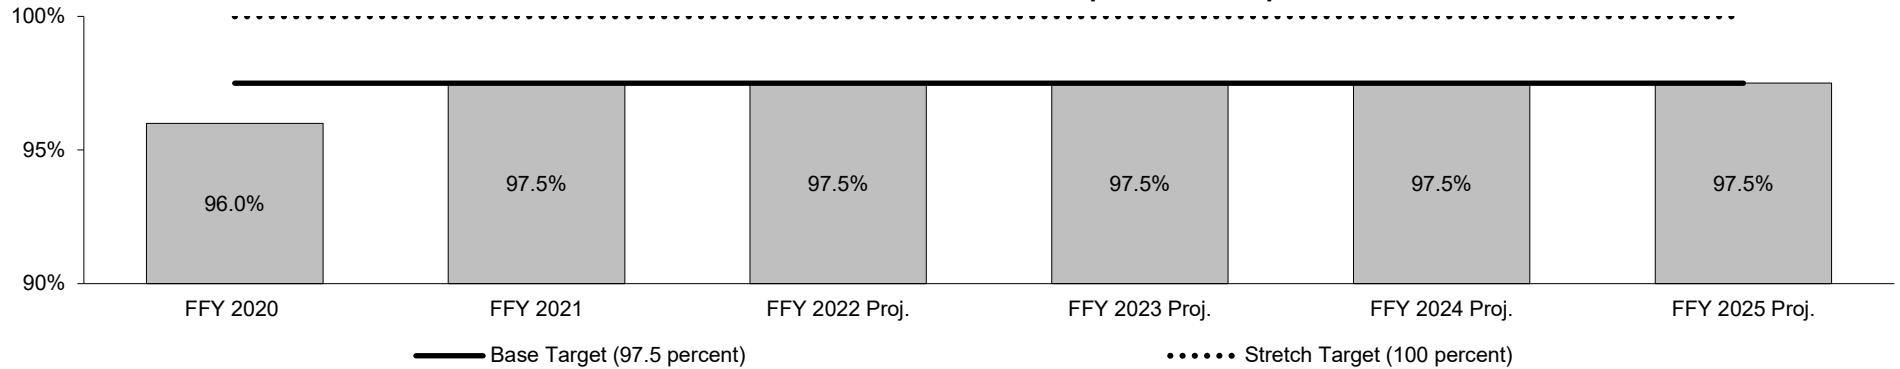 100%
95%
90%
96.0%
97.5%
97.5%
97.5%
97.5%
97.5%
FFY 2020
FFY 2021
FFY 2022 Proj.
FFY 2023 Proj.
FFY 2024 Proj.
FFY 2025 Proj.
Base Target (97.5 percent)
Stretch Target (100 percent)